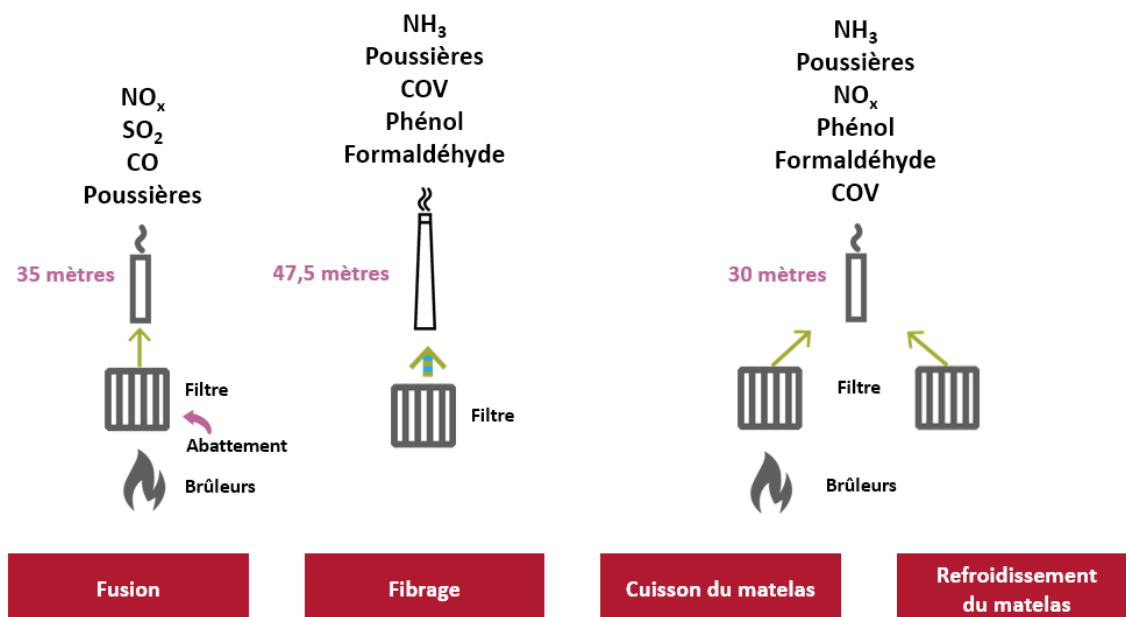 NOx
SO2
CO
Poussières
35 mètres
Filtre
Abattement
Brûleurs
Fusion
NH3
Poussières
COV
Phénol
Formaldéhyde
47,5 mètres
Filtre
Fibrage
NH3
Poussières
NOx
Phénol
Formaldéhyde
COV
30 mètres
Filtre
Brûleurs
Cuisson du matelas
Refroidissement
du matelas